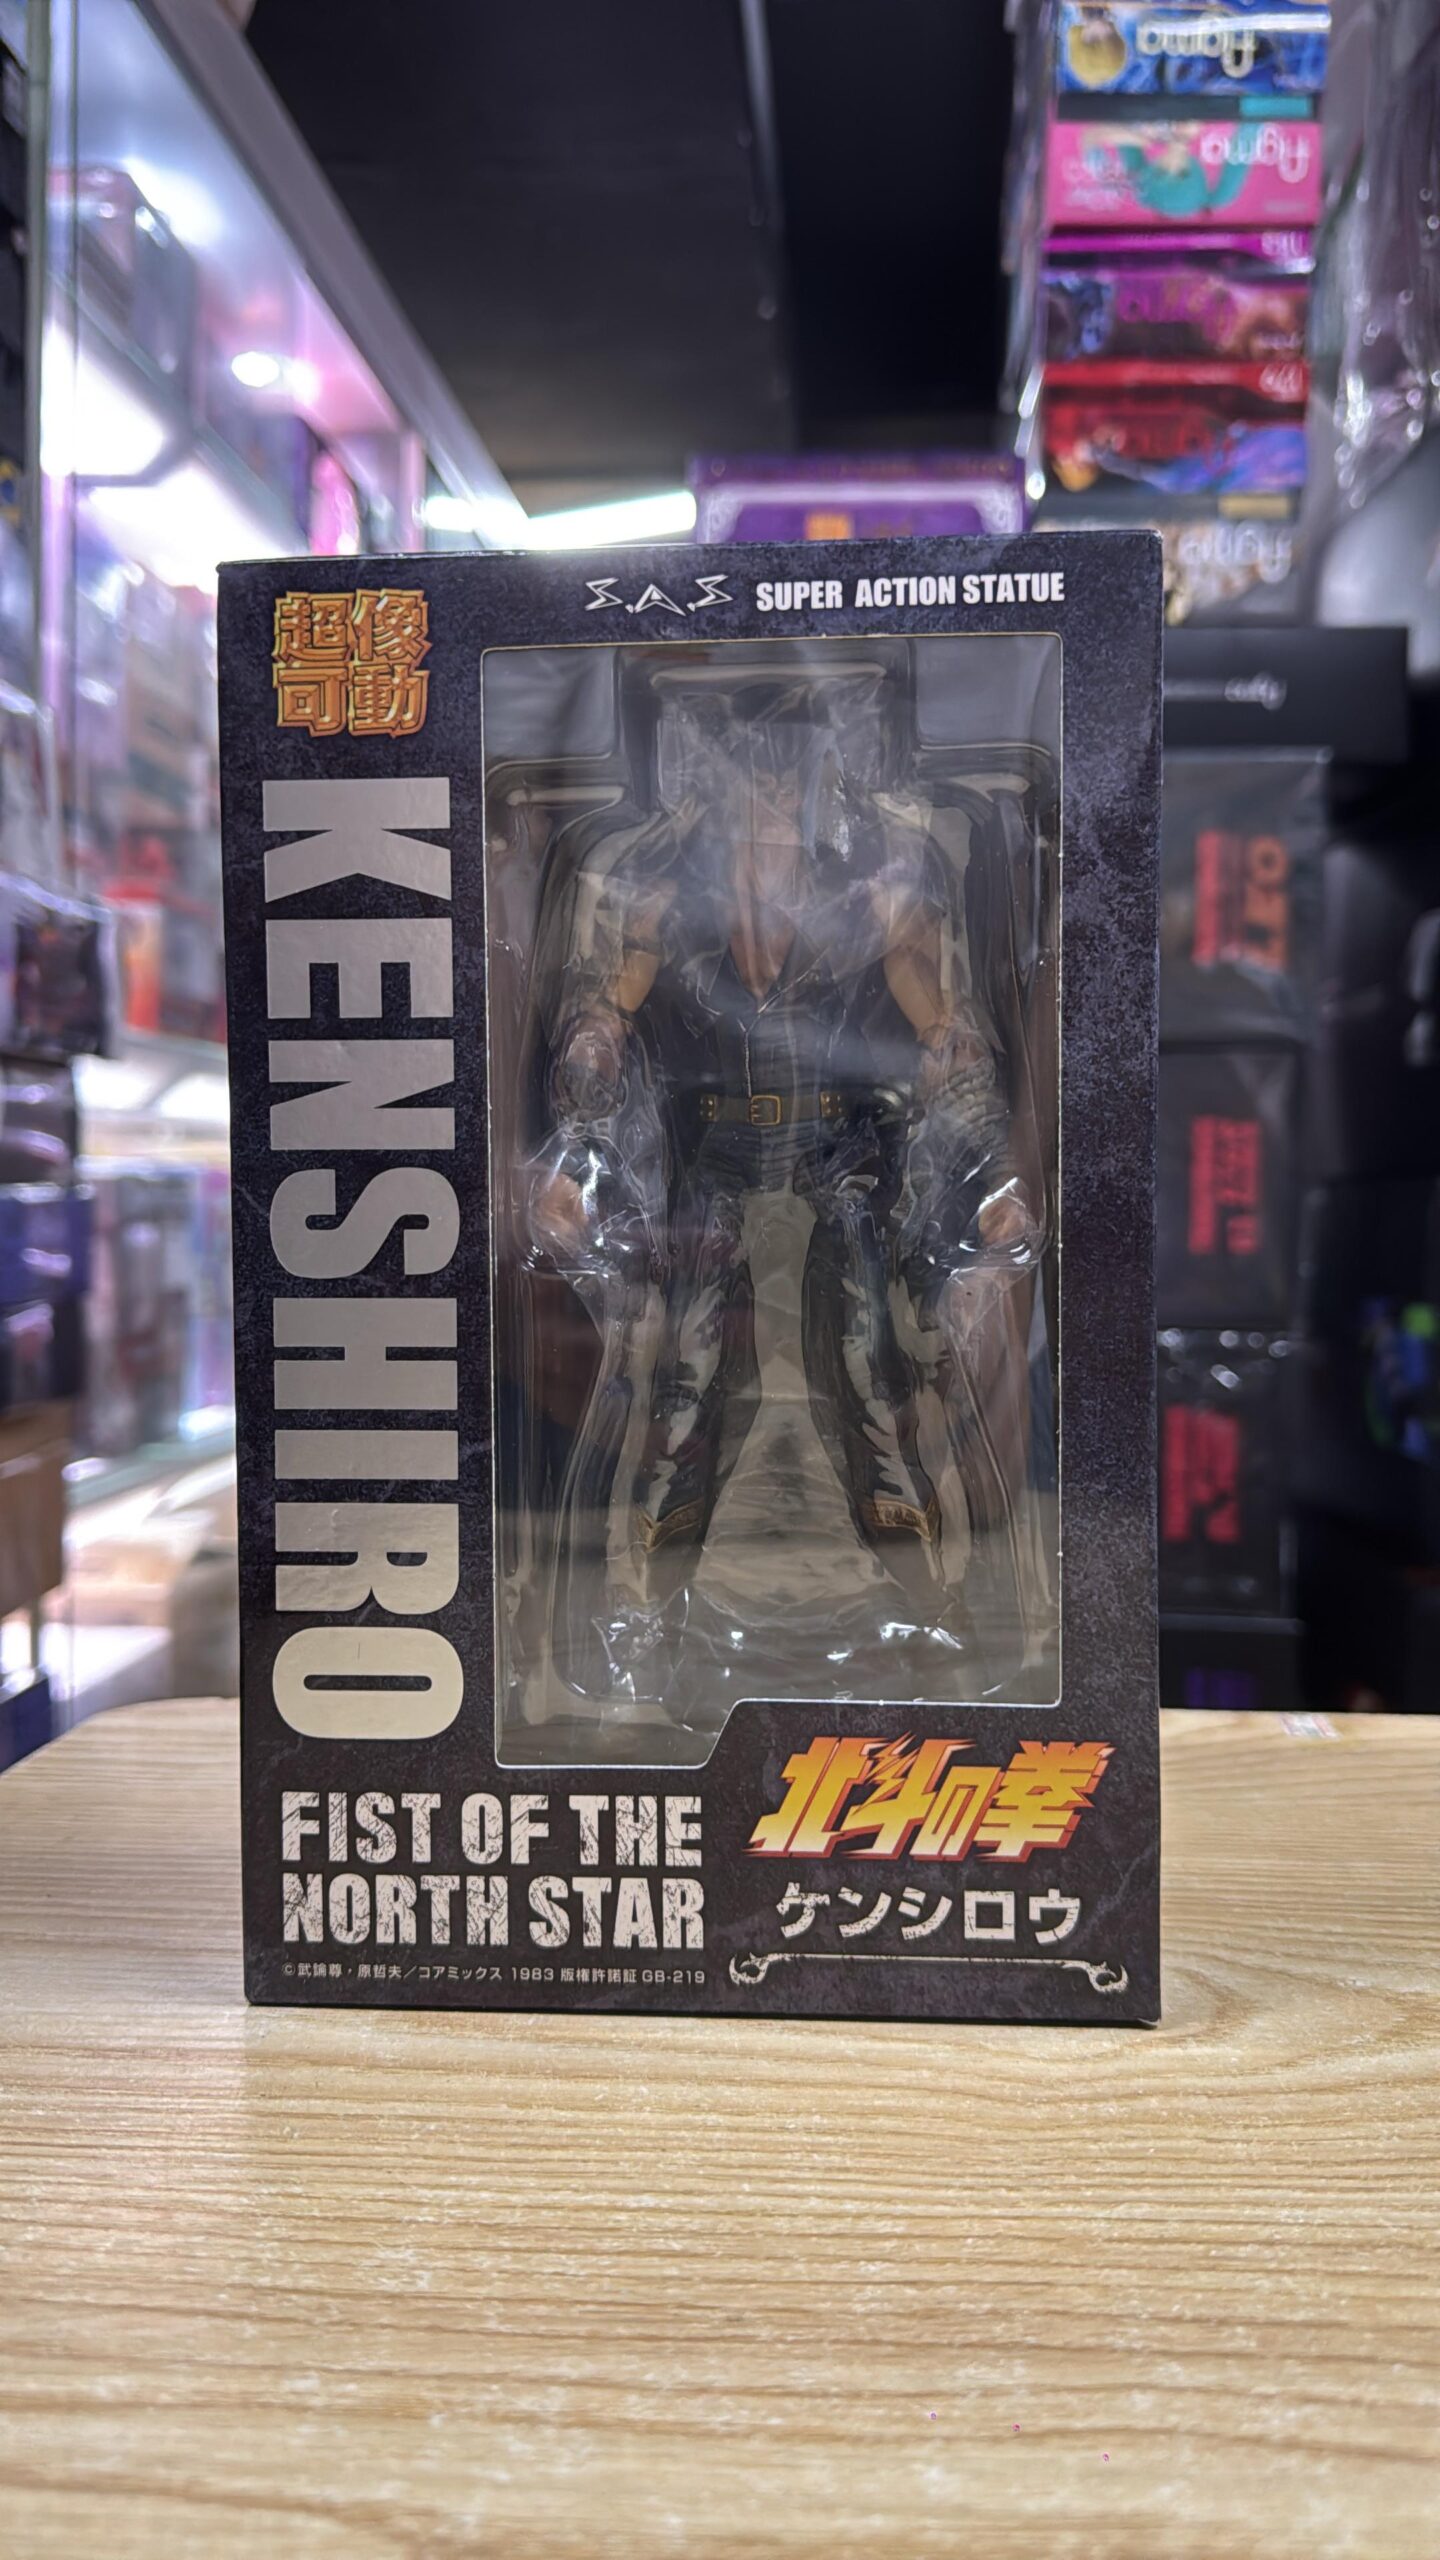 figma
figma
S.A.S SUPER ACTION STATUE
超像
可動
KENSHIRO
FIST OF THE
NORTH STAR
北斗の拳
ケンシロウ
©武論尊・原哲夫/コアミックス 1983 版権許諾証 GB-219